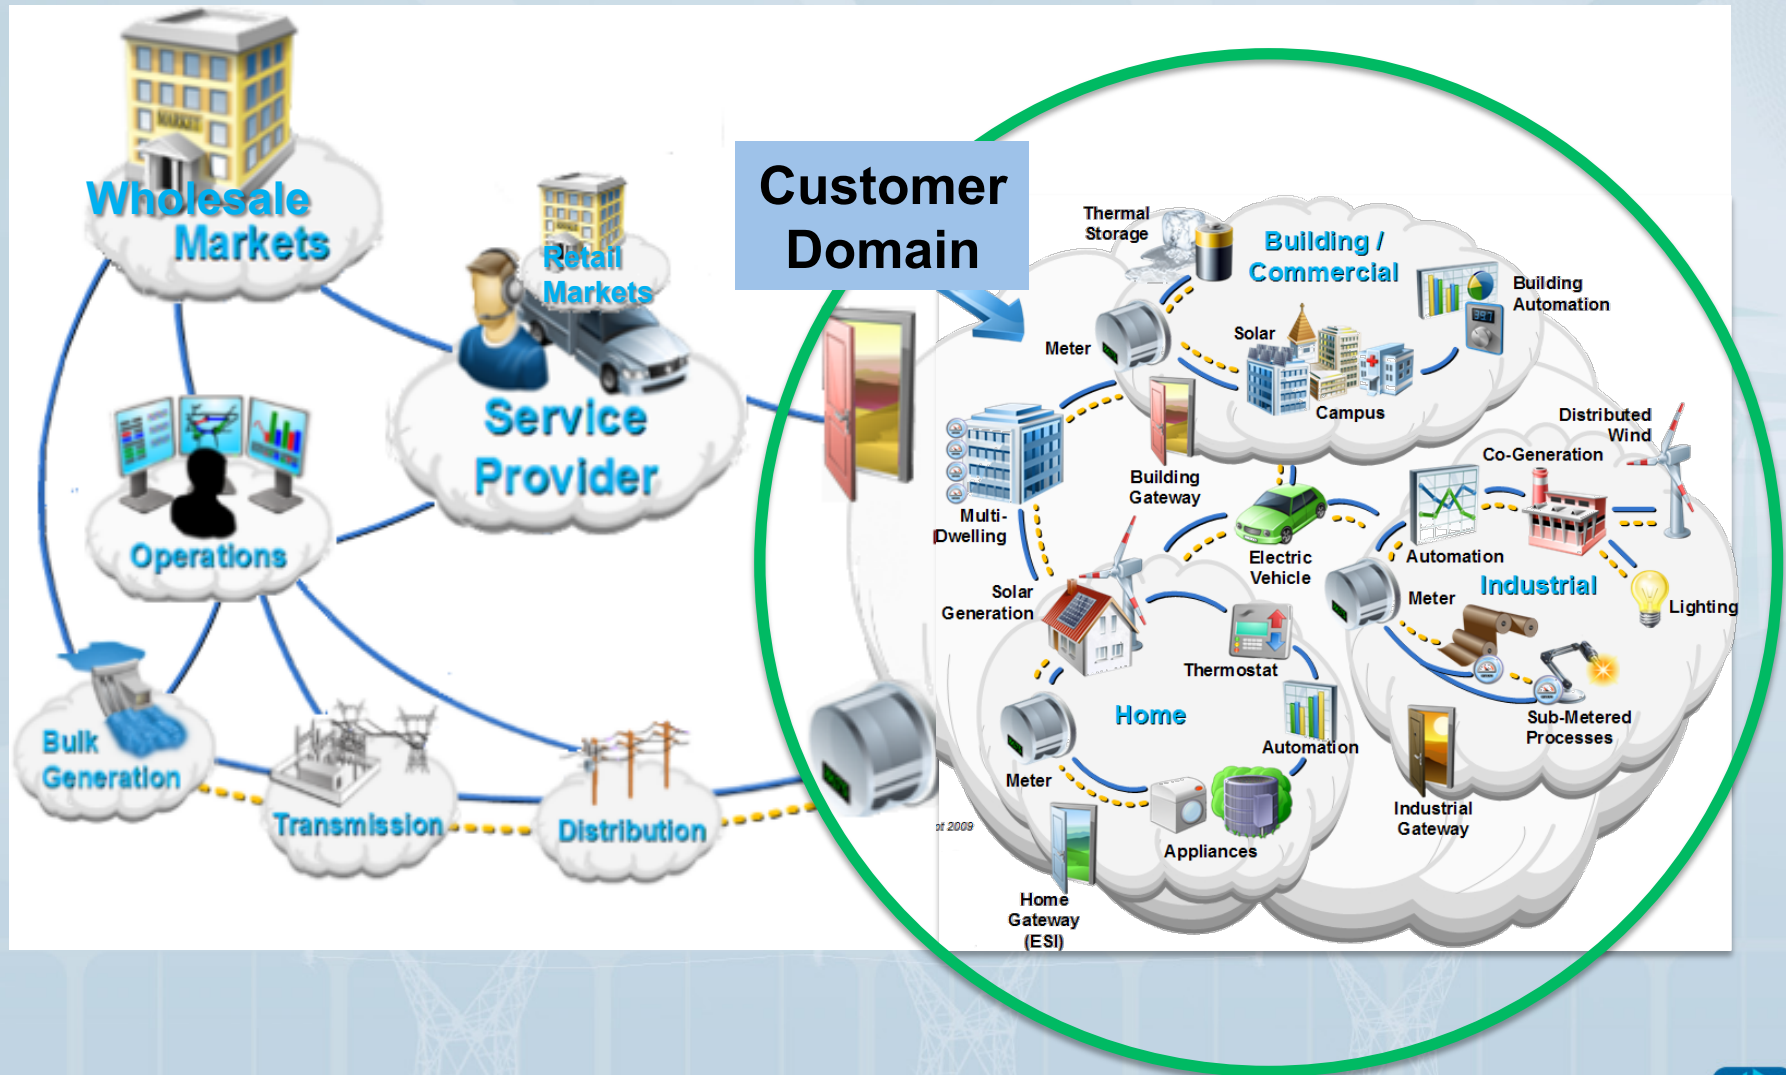 Wholesale
Markets
MARKET
Retail
Markets
Service
Provider
Operations
Bulk
Generation
Transmission
Distribution
Customer
Domain
Thermal
Storage
Building /
Commercial
Building
Automation
Meter
Solar
Campus
Building
Gateway
Multi-
Dwelling
Electric
Vehicle
Distributed
Wind
Co-Generation
Automation
Industrial
Meter
Lighting
Sub-Metered
Processes
Industrial
Gateway
Solar
Generation
Thermostat
Home
Automation
Meter
Appliances
Home
Gateway
(ESI)
2009